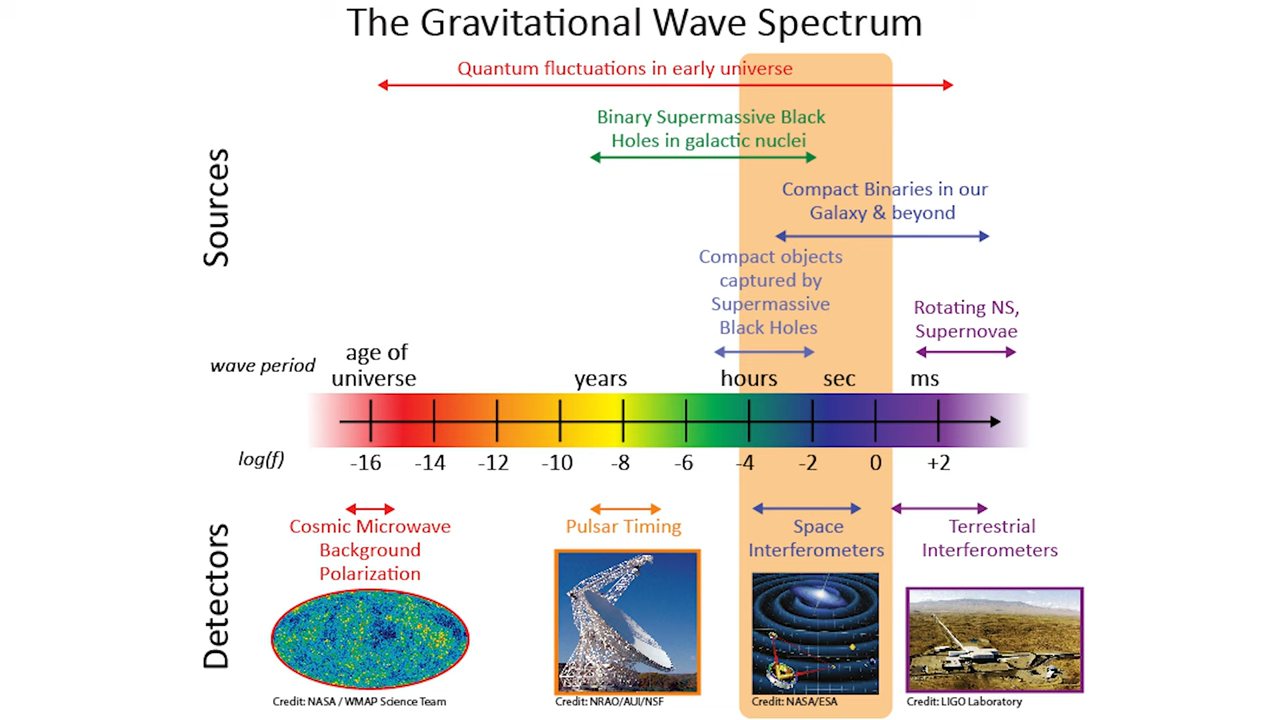 The Gravitational Wave Spectrum
Sources
Quantum fluctuations in early universe
Binary Supermassive Black
Holes in galactic nuclei
Compact Binaries in our
Galaxy & beyond
Compact objects
captured by
Supermassive
Black Holes
Rotating NS,
Supernovae
wave period
age of
universe
years
hours
sec
ms
log(f)
-16
-14
-12
-10
-8
-6
-4
-2
0
+2
Detectors
Cosmic Microwave
Background
Polarization
Pulsar Timing
Space
Interferometers
Terrestrial
Interferometers
Credit: NASA / WMAP Science Team
Credit: NRAO/AUI/NSF
Credit: NASA/ESA
Credit: LIGO Laboratory